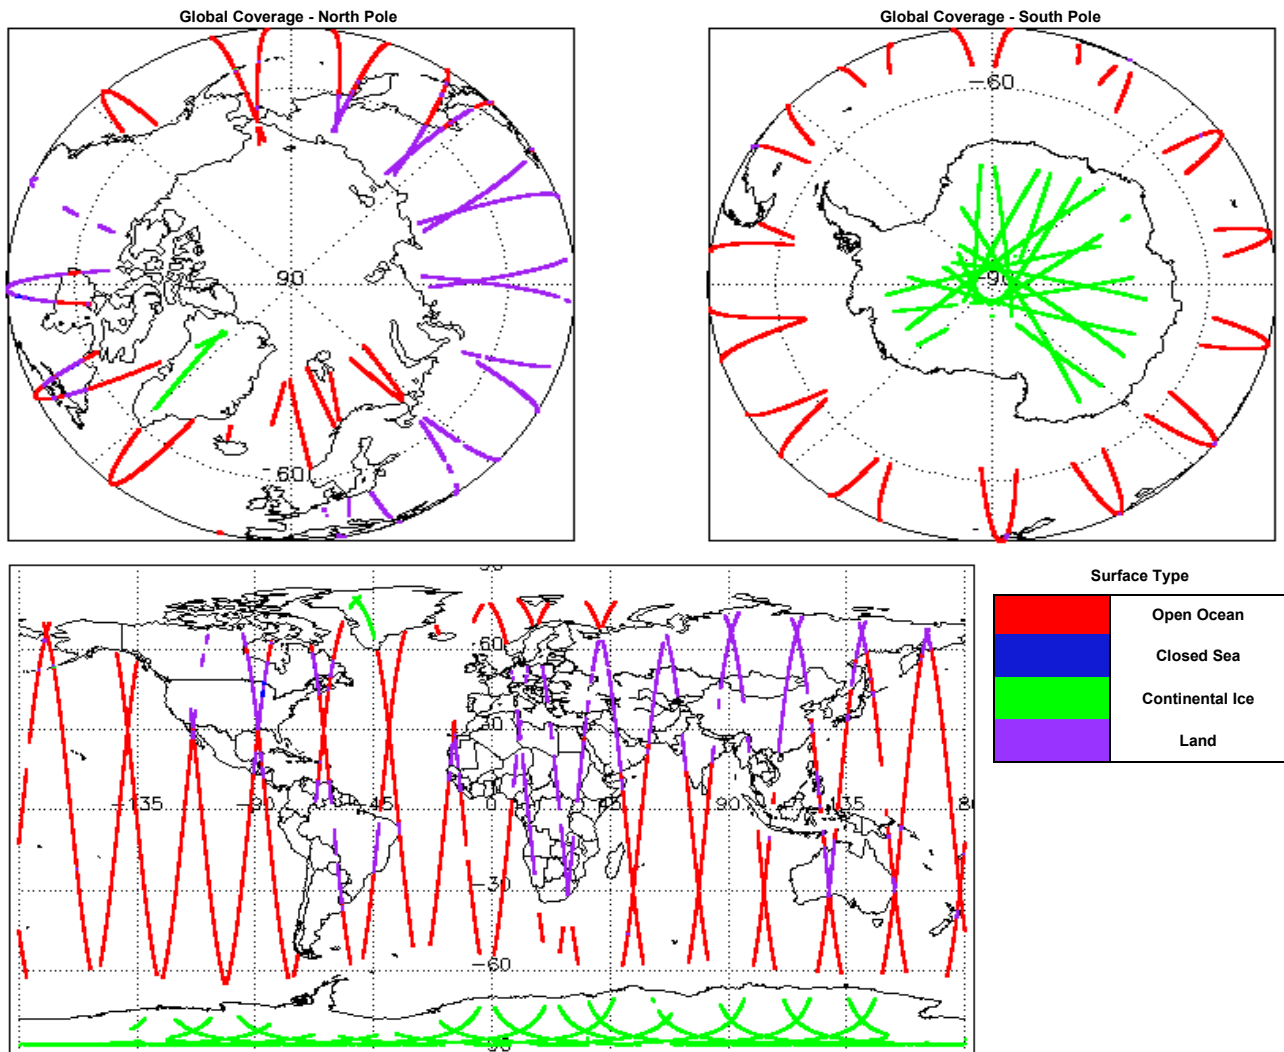 Global Coverage - North Pole
Global Coverage - South Pole
90
-60
-60
-90
60
30
-135
-90
-45
0
45
90
135
-30
-60
Surface Type
Open Ocean
Closed Sea
Continental Ice
Land